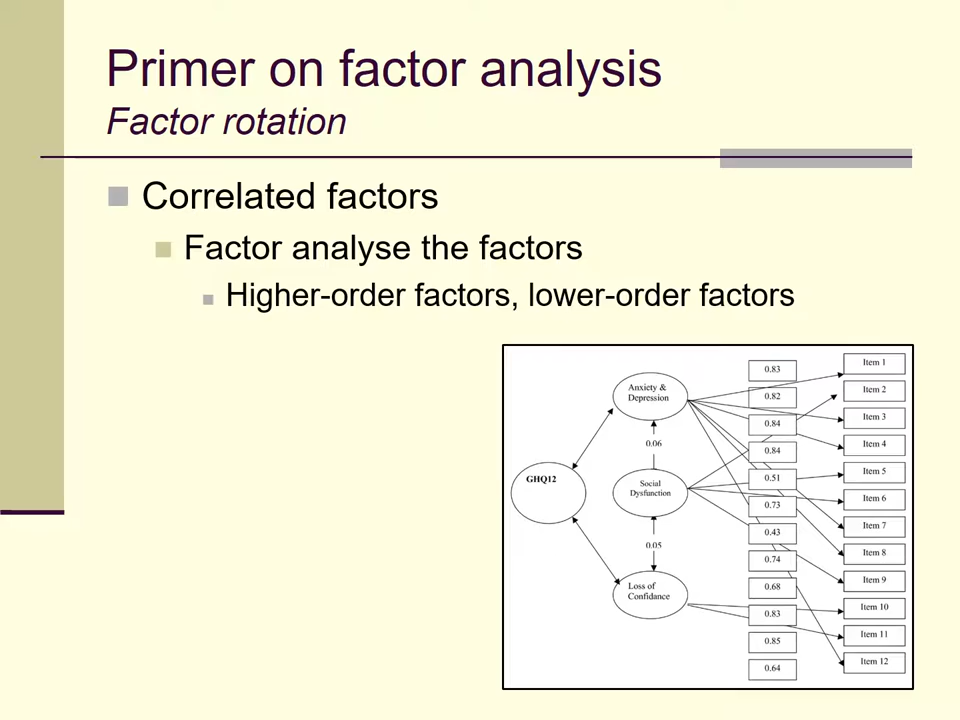 Primer on factor analysis
Factor rotation
Correlated factors
Factor analyse the factors
Higher-order factors, lower-order factors
GHQ12
Anxiety &
Depression
0.06
Social
Dysfunction
0.05
Loss of
Confidance
0.83
0.82
0.84
0.84
0.51
0.73
0.43
0.74
0.68
0.83
0.85
0.64
Item 1
Item 2
Item 3
Item 4
Item 5
Item 6
Item 7
Item 8
Item 9
Item 10
Item 11
Item 12